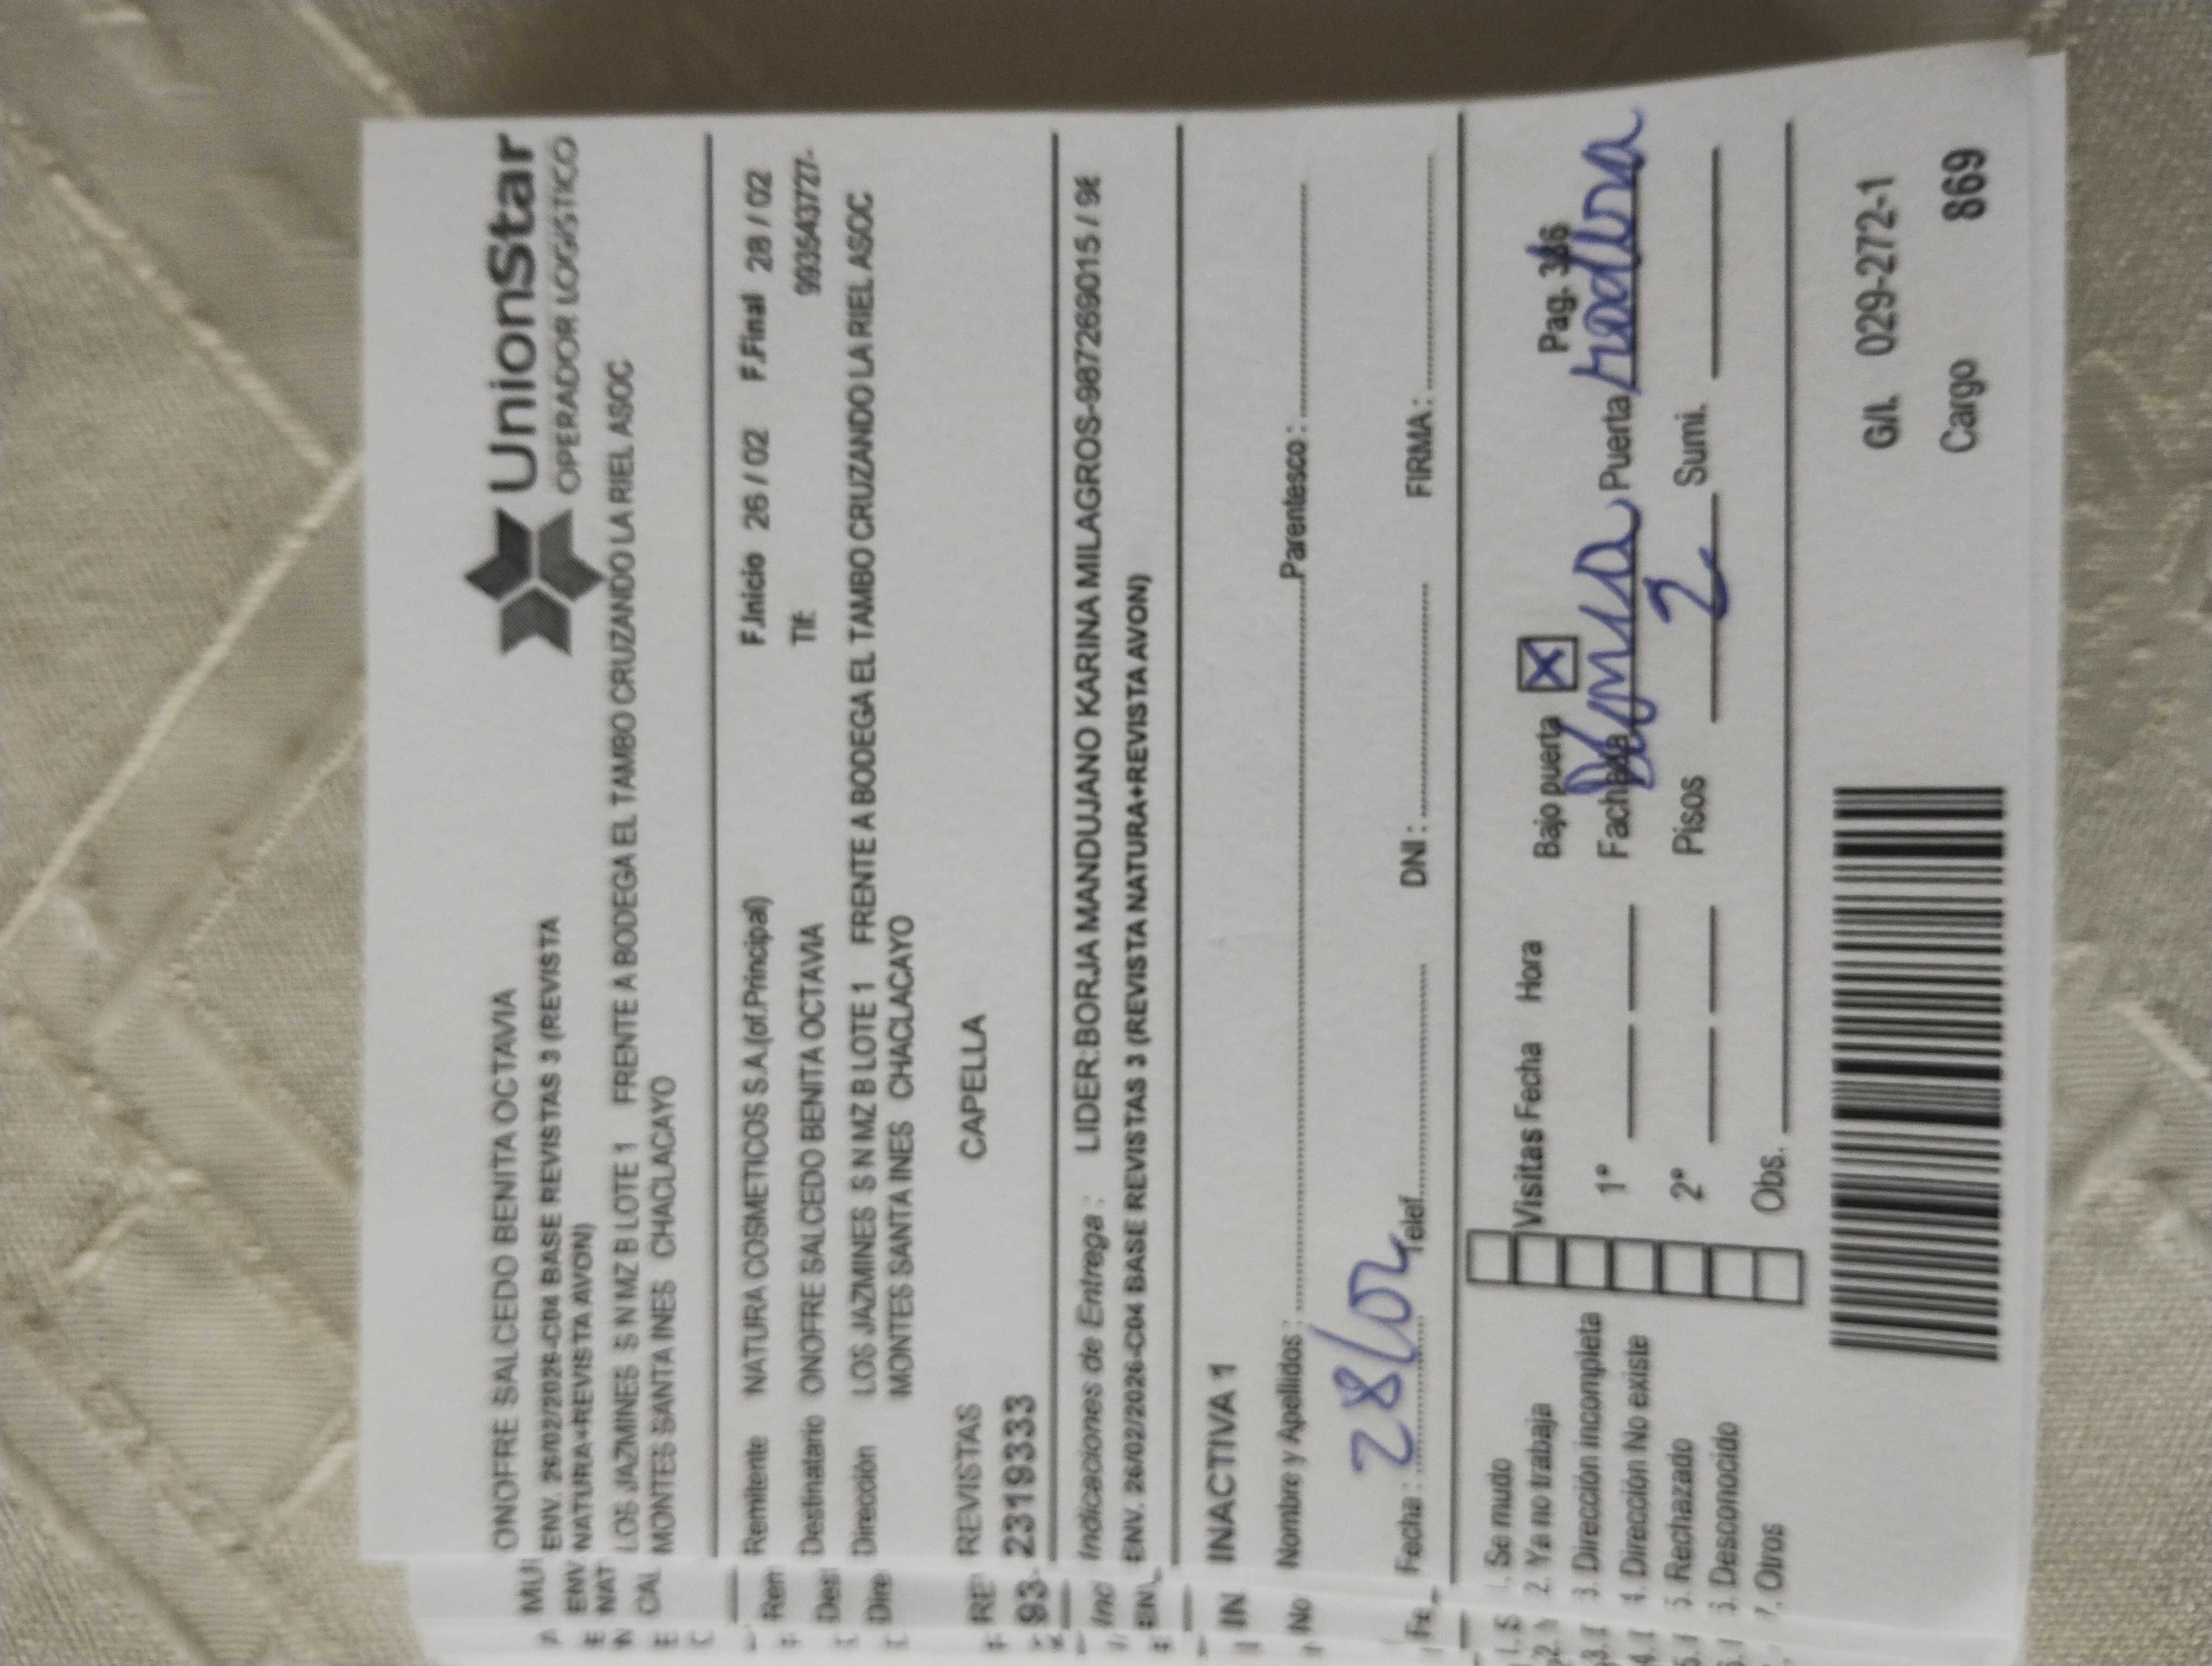 UnionStar
OPERADOR LOGISTICO
ONOFRE SALCEDO BENITA OCTAVIA
ENV. 26/02/2026-C04 BASE REVISTAS 3 (REVISTA
NATURA+REVISTA AVON)
LOS JAZMINES S N MZ B LOTE 1 FRENTE A BODEGA EL TAMBO CRUZANDO LA RIEL ASOC
MONTES SANTA INES CHACLACAYO
Remitente NATURA COSMETICOS S.A.(of.Principal) F.Inicio 26 / 02 F.Final 28 / 02
Destinatario ONOFRE SALCEDO BENITA OCTAVIA Tlf: 993543727-
Dirección LOS JAZMINES S N MZ B LOTE 1 FRENTE A BODEGA EL TAMBO CRUZANDO LA RIEL ASOC
MONTES SANTA INES CHACLACAYO
REVISTAS CAPELLA
2319333
Indicaciones de Entrega : LIDER:BORJA MANDUJANO KARINA MILAGROS-987269015 / 98
ENV. 26/02/2026-C04 BASE REVISTAS 3 (REVISTA NATURA+REVISTA AVON)
INACTIVA 1
Nombre y Apellidos : Parentesco :
Fecha : 28/02 Telef. DNI : FIRMA :
1. Se mudo
2. Ya no trabaja
3. Dirección incompleta
4. Dirección No existe
5. Rechazado
6. Desconocido
7. Otros
Visitas Fecha Hora Bajo puerta X Pag. 336
1º Fachada Puerta madera
2º Pisos 2 Sumi.
Obs.
G/I. 029-272-1
Cargo 869